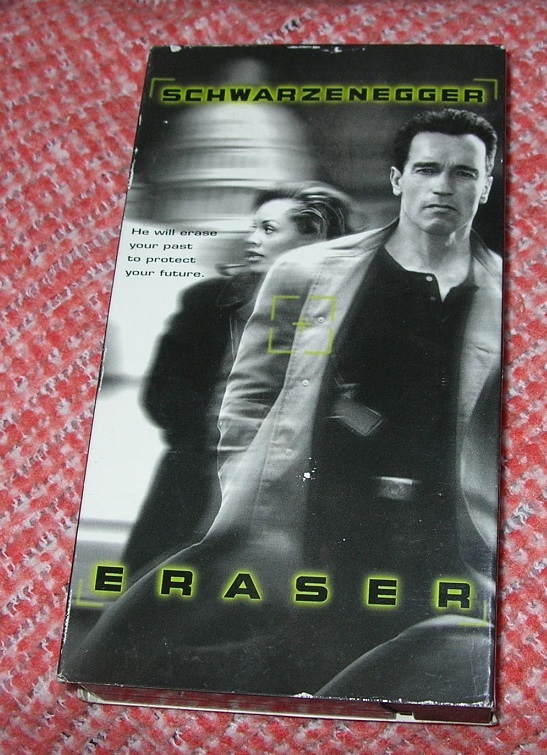 SCHWARZENEGGER
He will erase
your past
to protect
your future.
ERASER